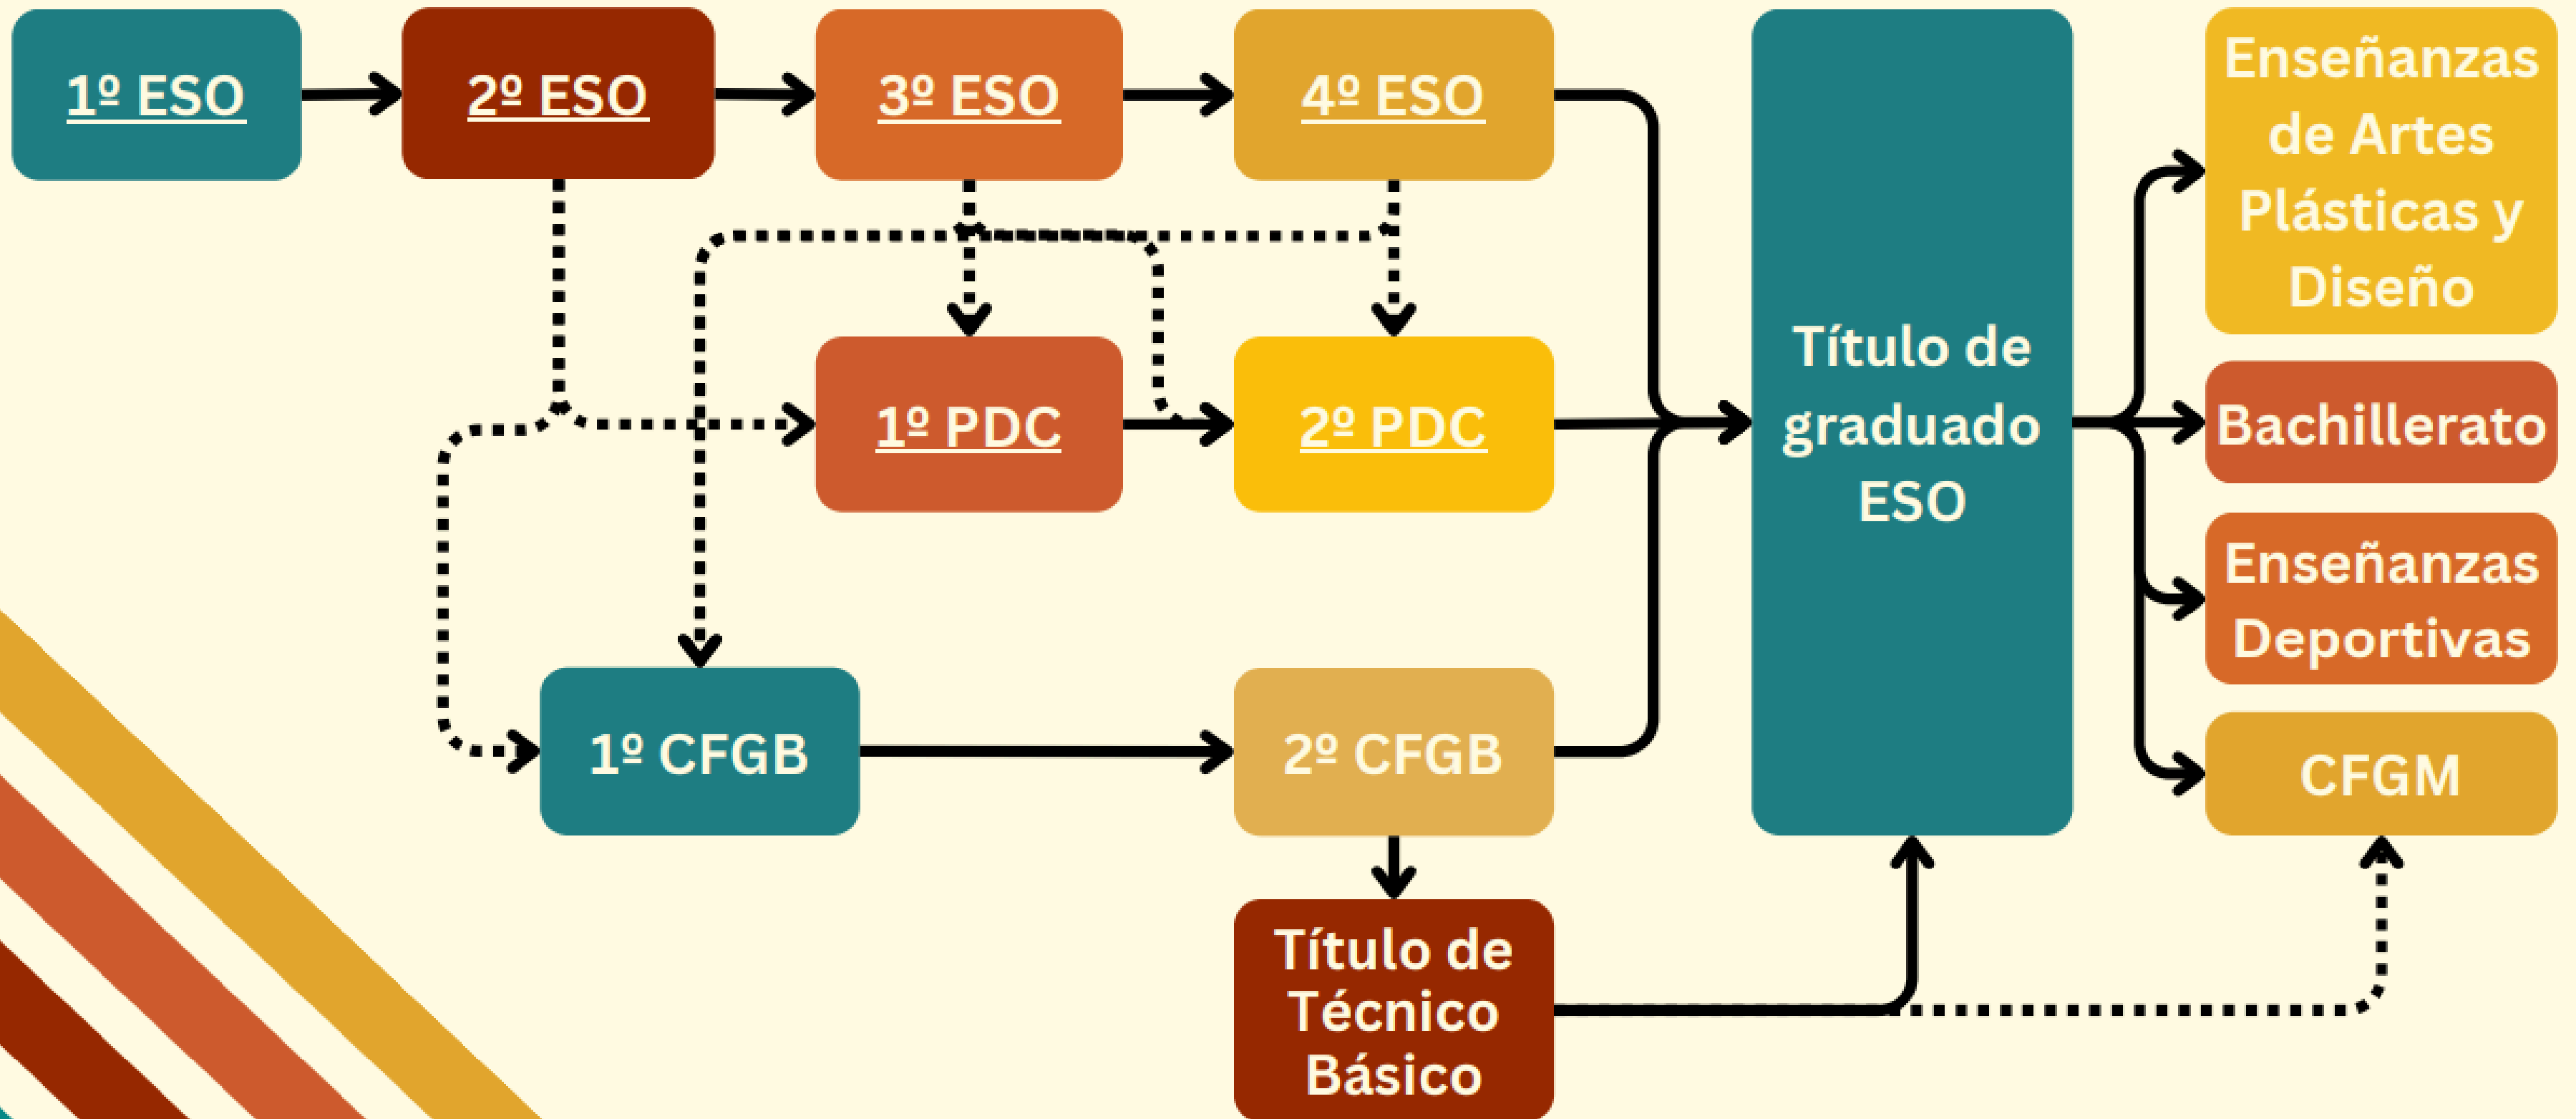 1º ESO
2º ESO
3º ESO
4º ESO
1º PDC
2º PDC
1º CFGB
2º CFGB
Título de
Técnico
Básico
Título de
graduado
ESO
Enseñanzas
de Artes
Plásticas y
Diseño
Bachillerato
Enseñanzas
Deportivas
CFGM